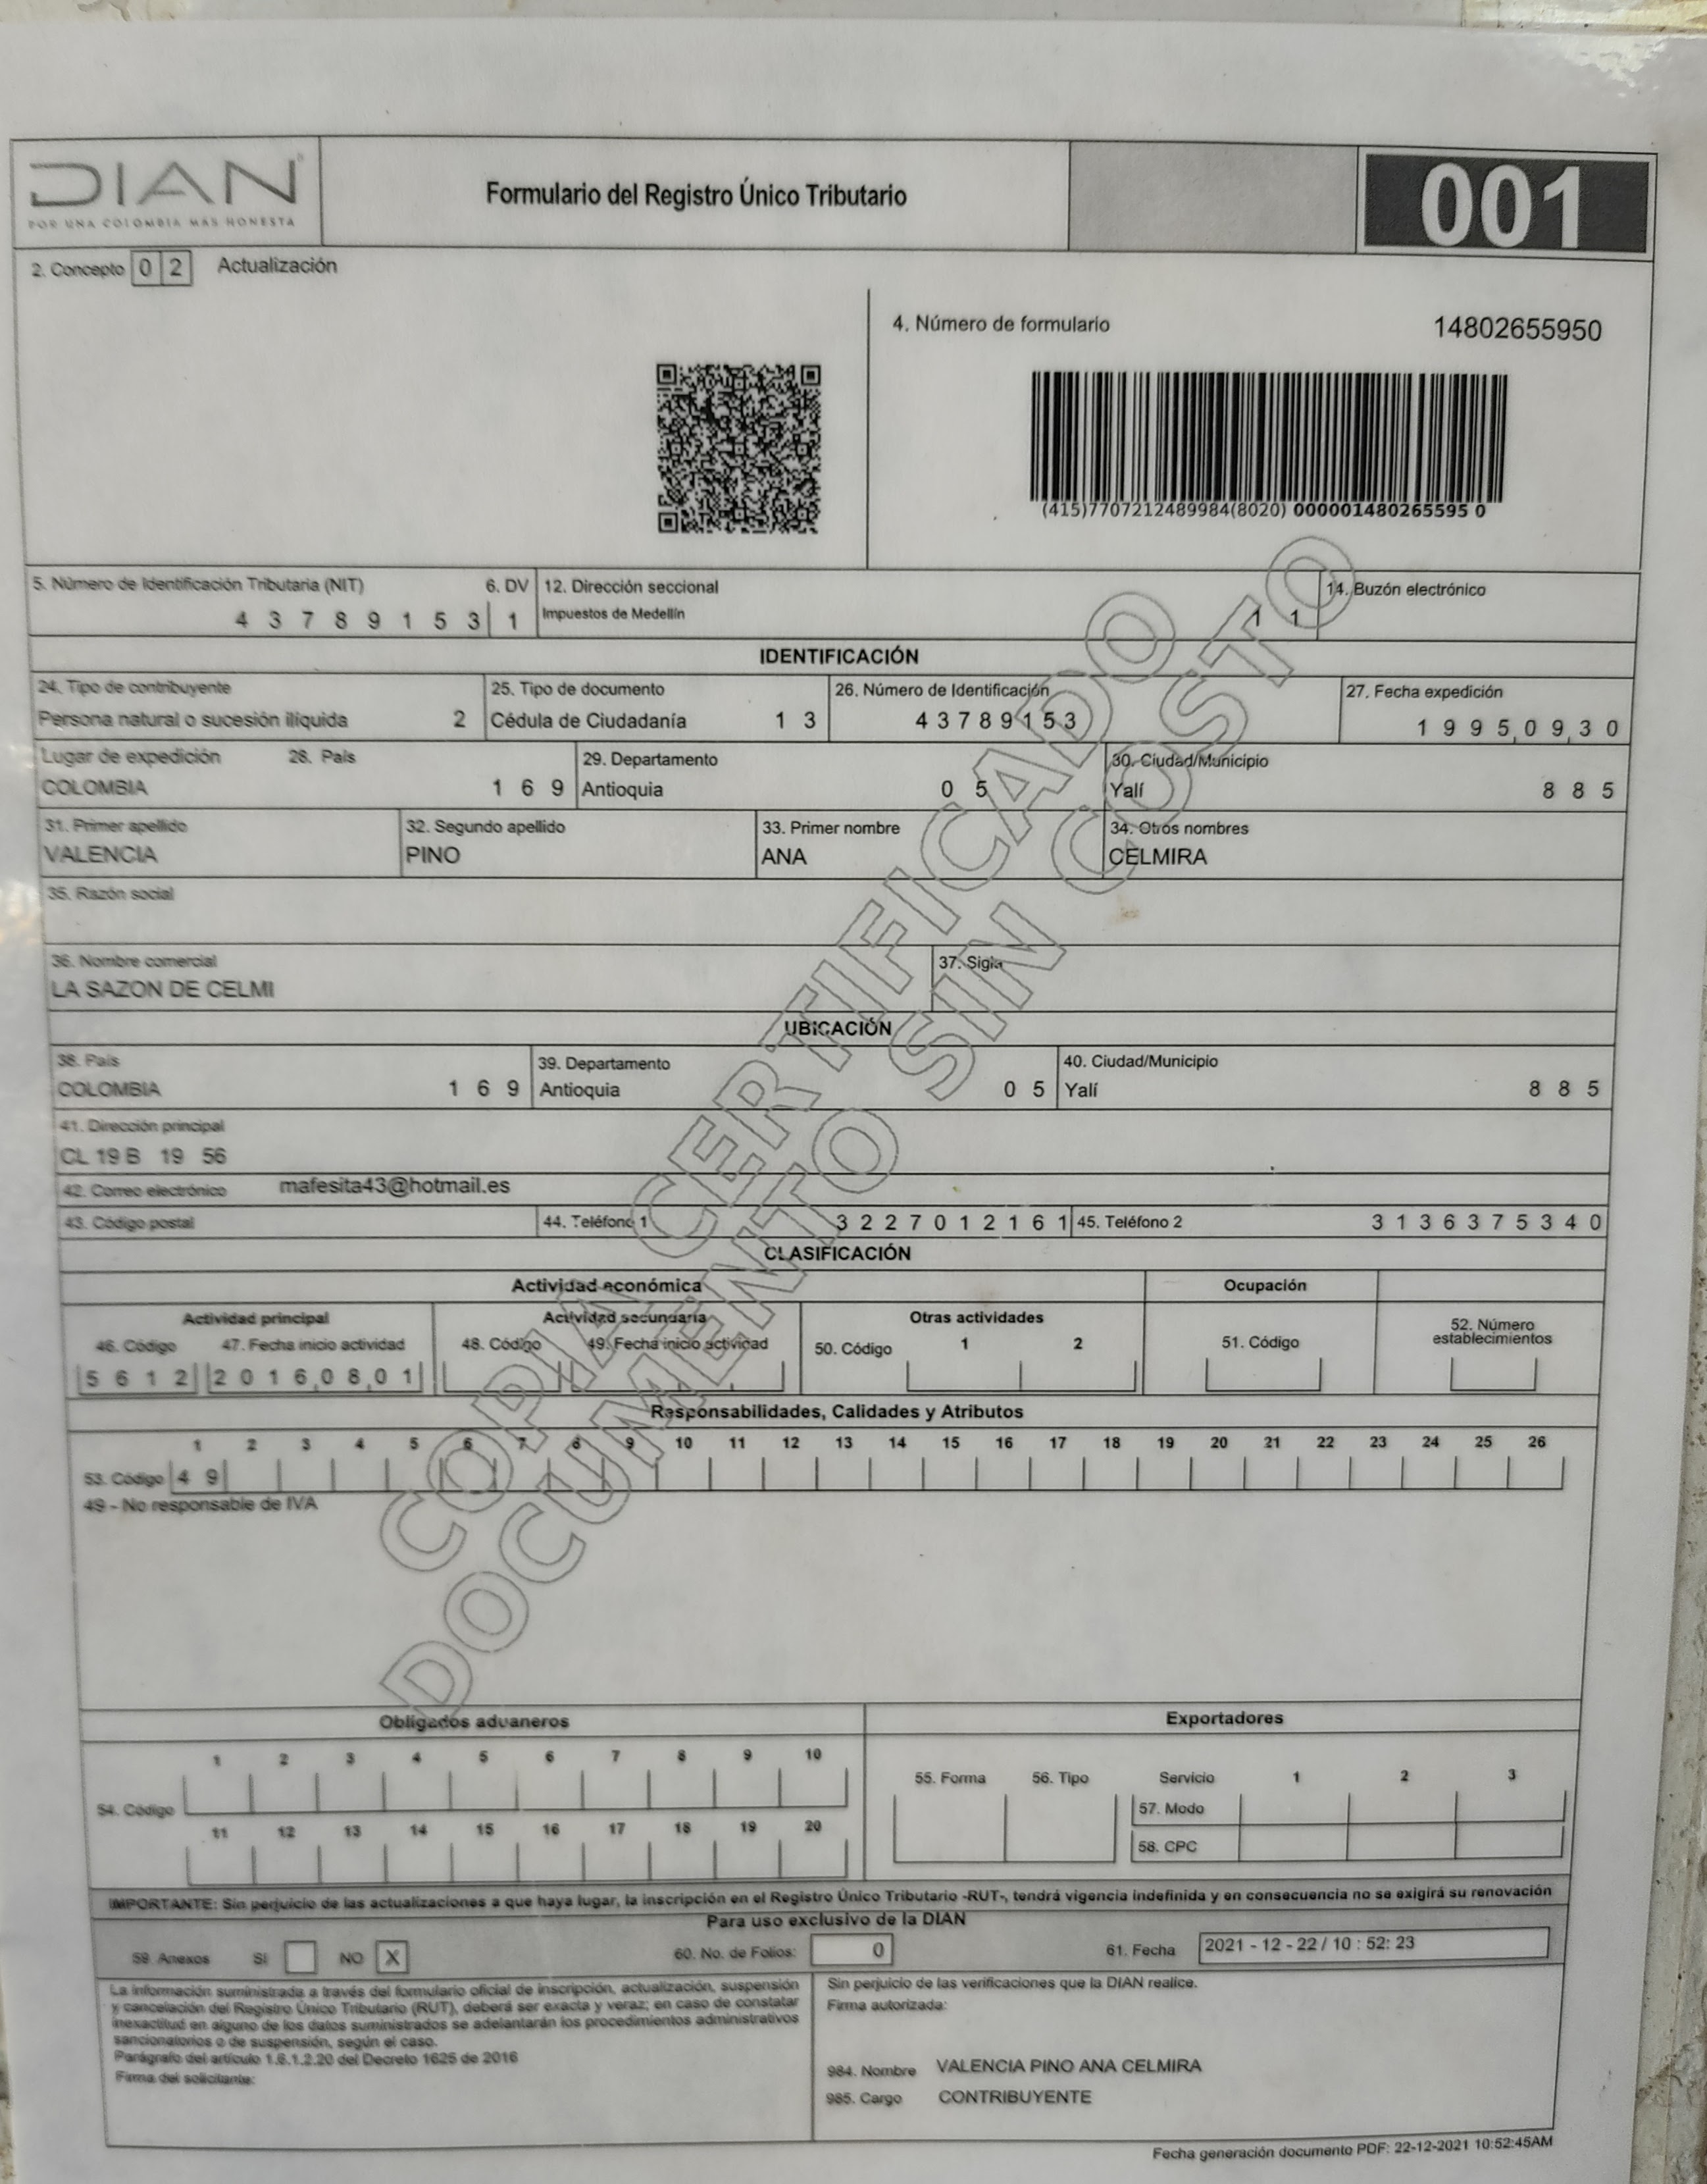 DIAN
POR UNA COLOMBIA MÁS HONESTA
Formulario del Registro Único Tributario
001
2. Concepto 0 2 Actualización
4. Número de formulario 14802655950
(415)7707212489984(8020) 000001480265595 0
5. Número de Identificación Tributaria (NIT) 6. DV 12. Dirección seccional 14. Buzón electrónico
4 3 7 8 9 1 5 3 1 Impuestos de Medellín 1 1
IDENTIFICACIÓN
24. Tipo de contribuyente 25. Tipo de documento 26. Número de Identificación 27. Fecha expedición
Persona natural o sucesión ilíquida 2 Cédula de Ciudadanía 1 3 4 3 7 8 9 1 5 3 1 9 9 5 0 9 3 0
Lugar de expedición 28. País 29. Departamento 30. Ciudad/Municipio
COLOMBIA 1 6 9 Antioquia 0 5 Yalí 8 8 5
31. Primer apellido 32. Segundo apellido 33. Primer nombre 34. Otros nombres
VALENCIA PINO ANA CELMIRA
35. Razón social
36. Nombre comercial 37. Sigla
LA SAZON DE CELMI
UBICACIÓN
38. País 39. Departamento 40. Ciudad/Municipio
COLOMBIA 1 6 9 Antioquia 0 5 Yalí 8 8 5
41. Dirección principal
CL 19 B 19 56
42. Correo electrónico mafesita43@hotmail.es
43. Código postal 44. Teléfono 1 3 2 2 7 0 1 2 1 6 1 45. Teléfono 2 3 1 3 6 3 7 5 3 4 0
CLASIFICACIÓN
Actividad económica Ocupación
Actividad principal Actividad secundaria Otras actividades 52. Número establecimientos
46. Código 47. Fecha inicio actividad 48. Código 49. Fecha inicio actividad 50. Código 1 2 51. Código
5 6 1 2 2 0 1 6 0 8 0 1
Responsabilidades, Calidades y Atributos
1 2 3 4 5 6 7 8 9 10 11 12 13 14 15 16 17 18 19 20 21 22 23 24 25 26
53. Código 4 9
49 - No responsable de IVA
COPIA CERTIFICADO
DOCUMENTO SIN COSTO
Obligados aduaneros Exportadores
1 2 3 4 5 6 7 8 9 10
55. Forma 56. Tipo Servicio 1 2 3
54. Código 57. Modo
11 12 13 14 15 16 17 18 19 20
58. CPC
IMPORTANTE: Sin perjuicio de las actualizaciones a que haya lugar, la inscripción en el Registro Único Tributario -RUT-, tendrá vigencia indefinida y en consecuencia no se exigirá su renovación
Para uso exclusivo de la DIAN
59. Anexos SI NO X 60. No. de Folios: 0 61. Fecha 2021 - 12 - 22 / 10 : 52: 23
La información suministrada a través del formulario oficial de inscripción, actualización, suspensión
y cancelación del Registro Único Tributario (RUT), deberá ser exacta y veraz; en caso de constatar
inexactitud en alguno de los datos suministrados se adelantarán los procedimientos administrativos
sancionatorios o de suspensión, según el caso.
Parágrafo del artículo 1.6.1.2.20 del Decreto 1625 de 2016
Firma del solicitante:
Sin perjuicio de las verificaciones que la DIAN realice.
Firma autorizada:
984. Nombre VALENCIA PINO ANA CELMIRA
985. Cargo CONTRIBUYENTE
Fecha generación documento PDF: 22-12-2021 10:52:45AM